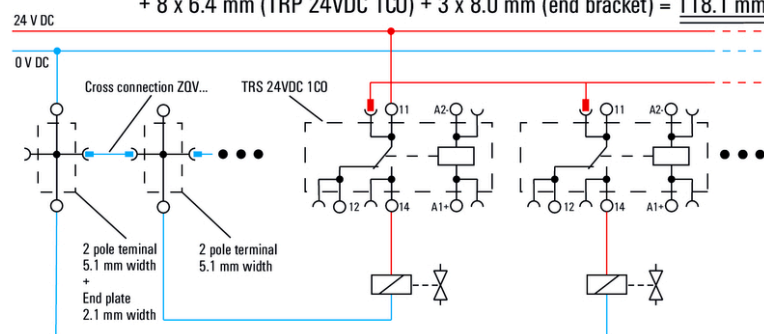 + 8 x 6.4 mm (TRP 24VDC 1CO) + 3 x 8.0 mm (end bracket) = 118.1 mm
24 V DC
0 V DC
Cross connection ZQV...
TRS 24VDC 1CO
11
A2-
11
A2-
12
14
A1+
12
14
A1+
2 pole teminal
5.1 mm width
+
End plate
2.1 mm width
2 pole terminal
5.1 mm width